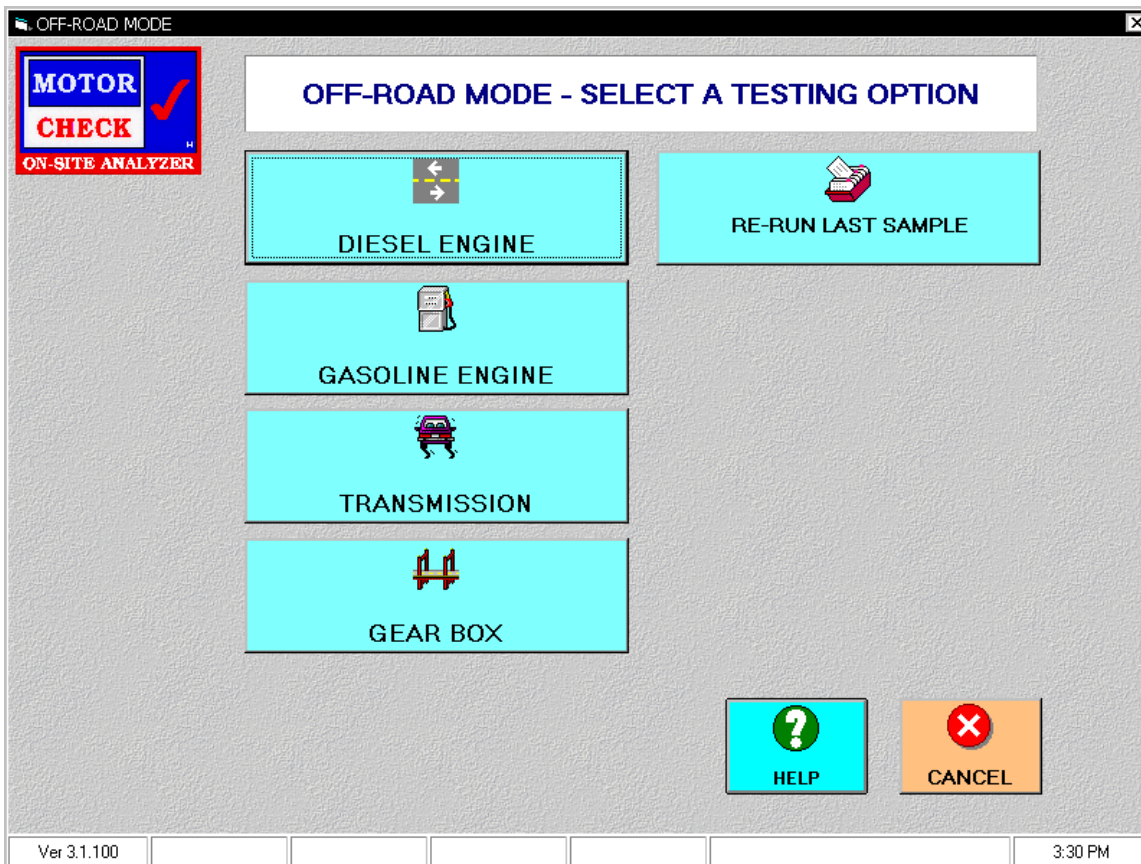 OFF-ROAD MODE
MOTOR
CHECK
ON-SITE ANALYZER
OFF-ROAD MODE - SELECT A TESTING OPTION
DIESEL ENGINE
RE-RUN LAST SAMPLE
GASOLINE ENGINE
TRANSMISSION
GEAR BOX
HELP
CANCEL
Ver 3.1.100
3:30 PM